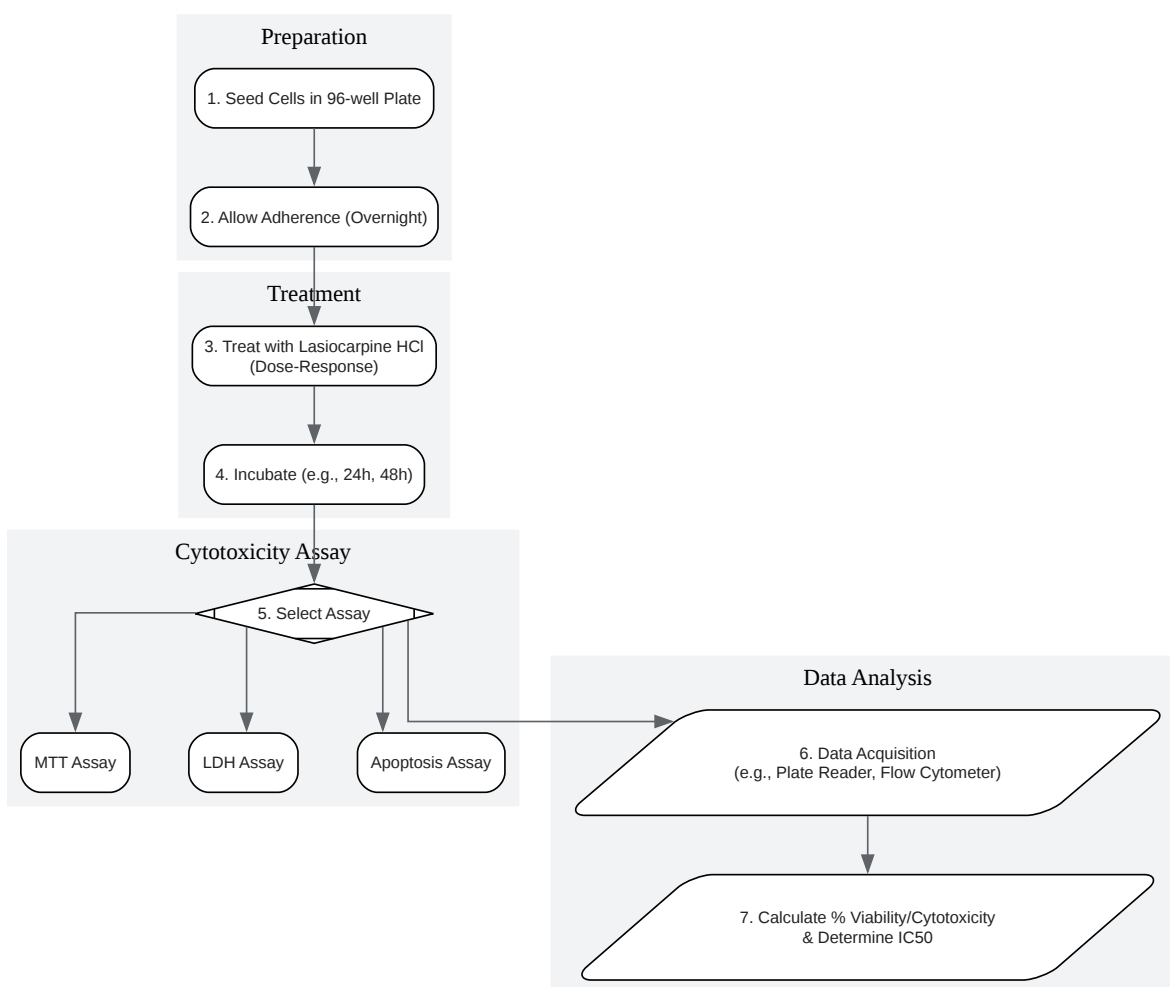 Preparation
1. Seed Cells in 96-well Plate
2. Allow Adherence (Overnight)
Treatment
3. Treat with Lasiocarpine HCl
(Dose-Response)
4. Incubate (e.g., 24h, 48h)
Cytotoxicity Assay
5. Select Assay
MTT Assay
LDH Assay
Apoptosis Assay
Data Analysis
6. Data Acquisition
(e.g., Plate Reader, Flow Cytometer)
7. Calculate % Viability/Cytotoxicity
& Determine IC50